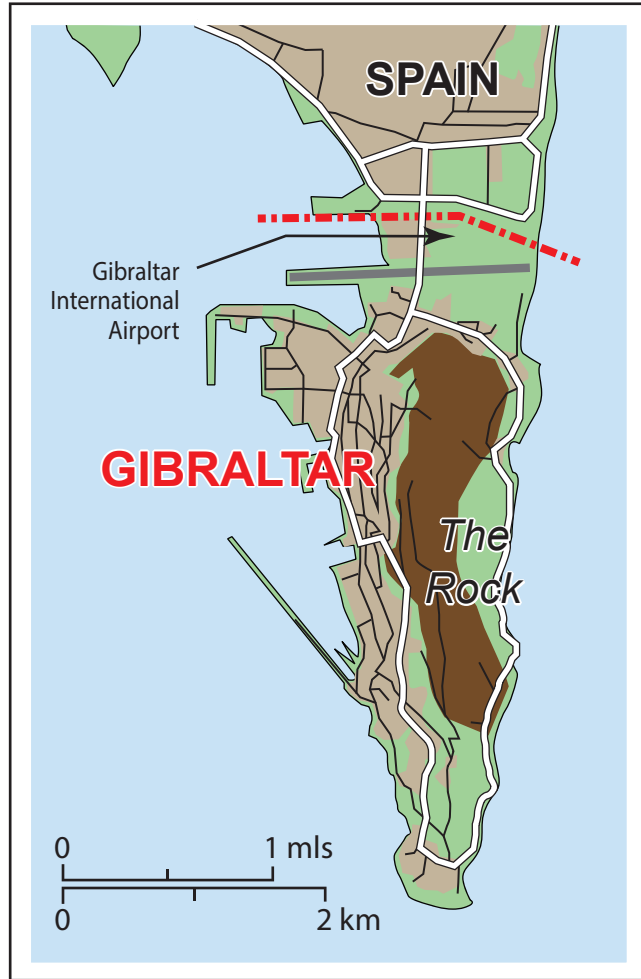 SPAIN
Gibraltar
International
Airport
GIBRALTAR
The
Rock
0 1 mls
0 2 km